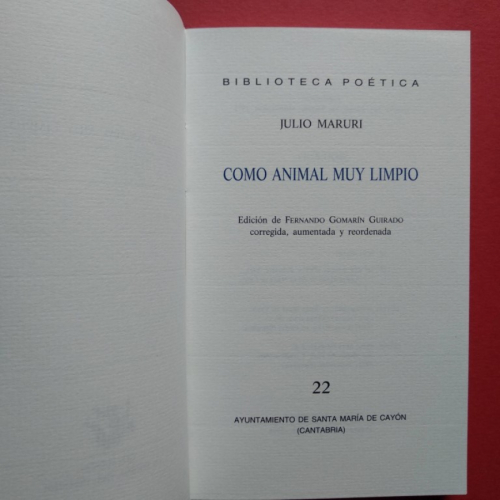 BIBLIOTECA POÉTICA
JULIO MARURI
COMO ANIMAL MUY LIMPIO
Edición de FERNANDO GOMARÍN GUIRADO
corregida, aumentada y reordenada
22
AYUNTAMIENTO DE SANTA MARÍA DE CAYÓN
(CANTABRIA)